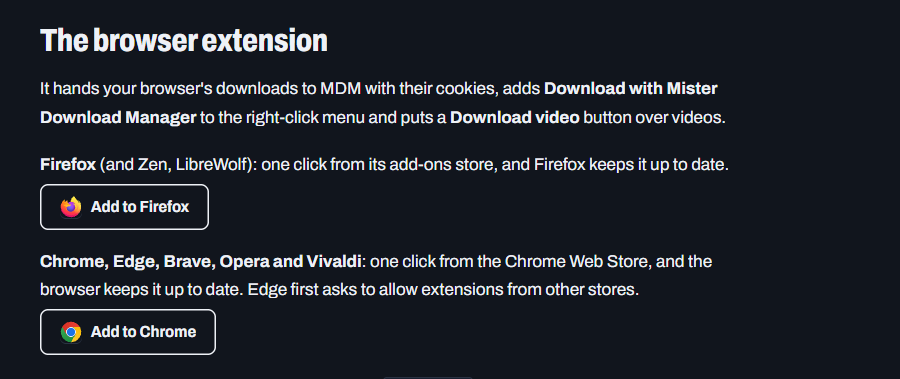 The browser extension
It hands your browser's downloads to MDM with their cookies, adds Download with Mister
Download Manager to the right-click menu and puts a Download video button over videos.
Firefox (and Zen, LibreWolf): one click from its add-ons store, and Firefox keeps it up to date.
Add to Firefox
Chrome, Edge, Brave, Opera and Vivaldi: one click from the Chrome Web Store, and the
browser keeps it up to date. Edge first asks to allow extensions from other stores.
Add to Chrome